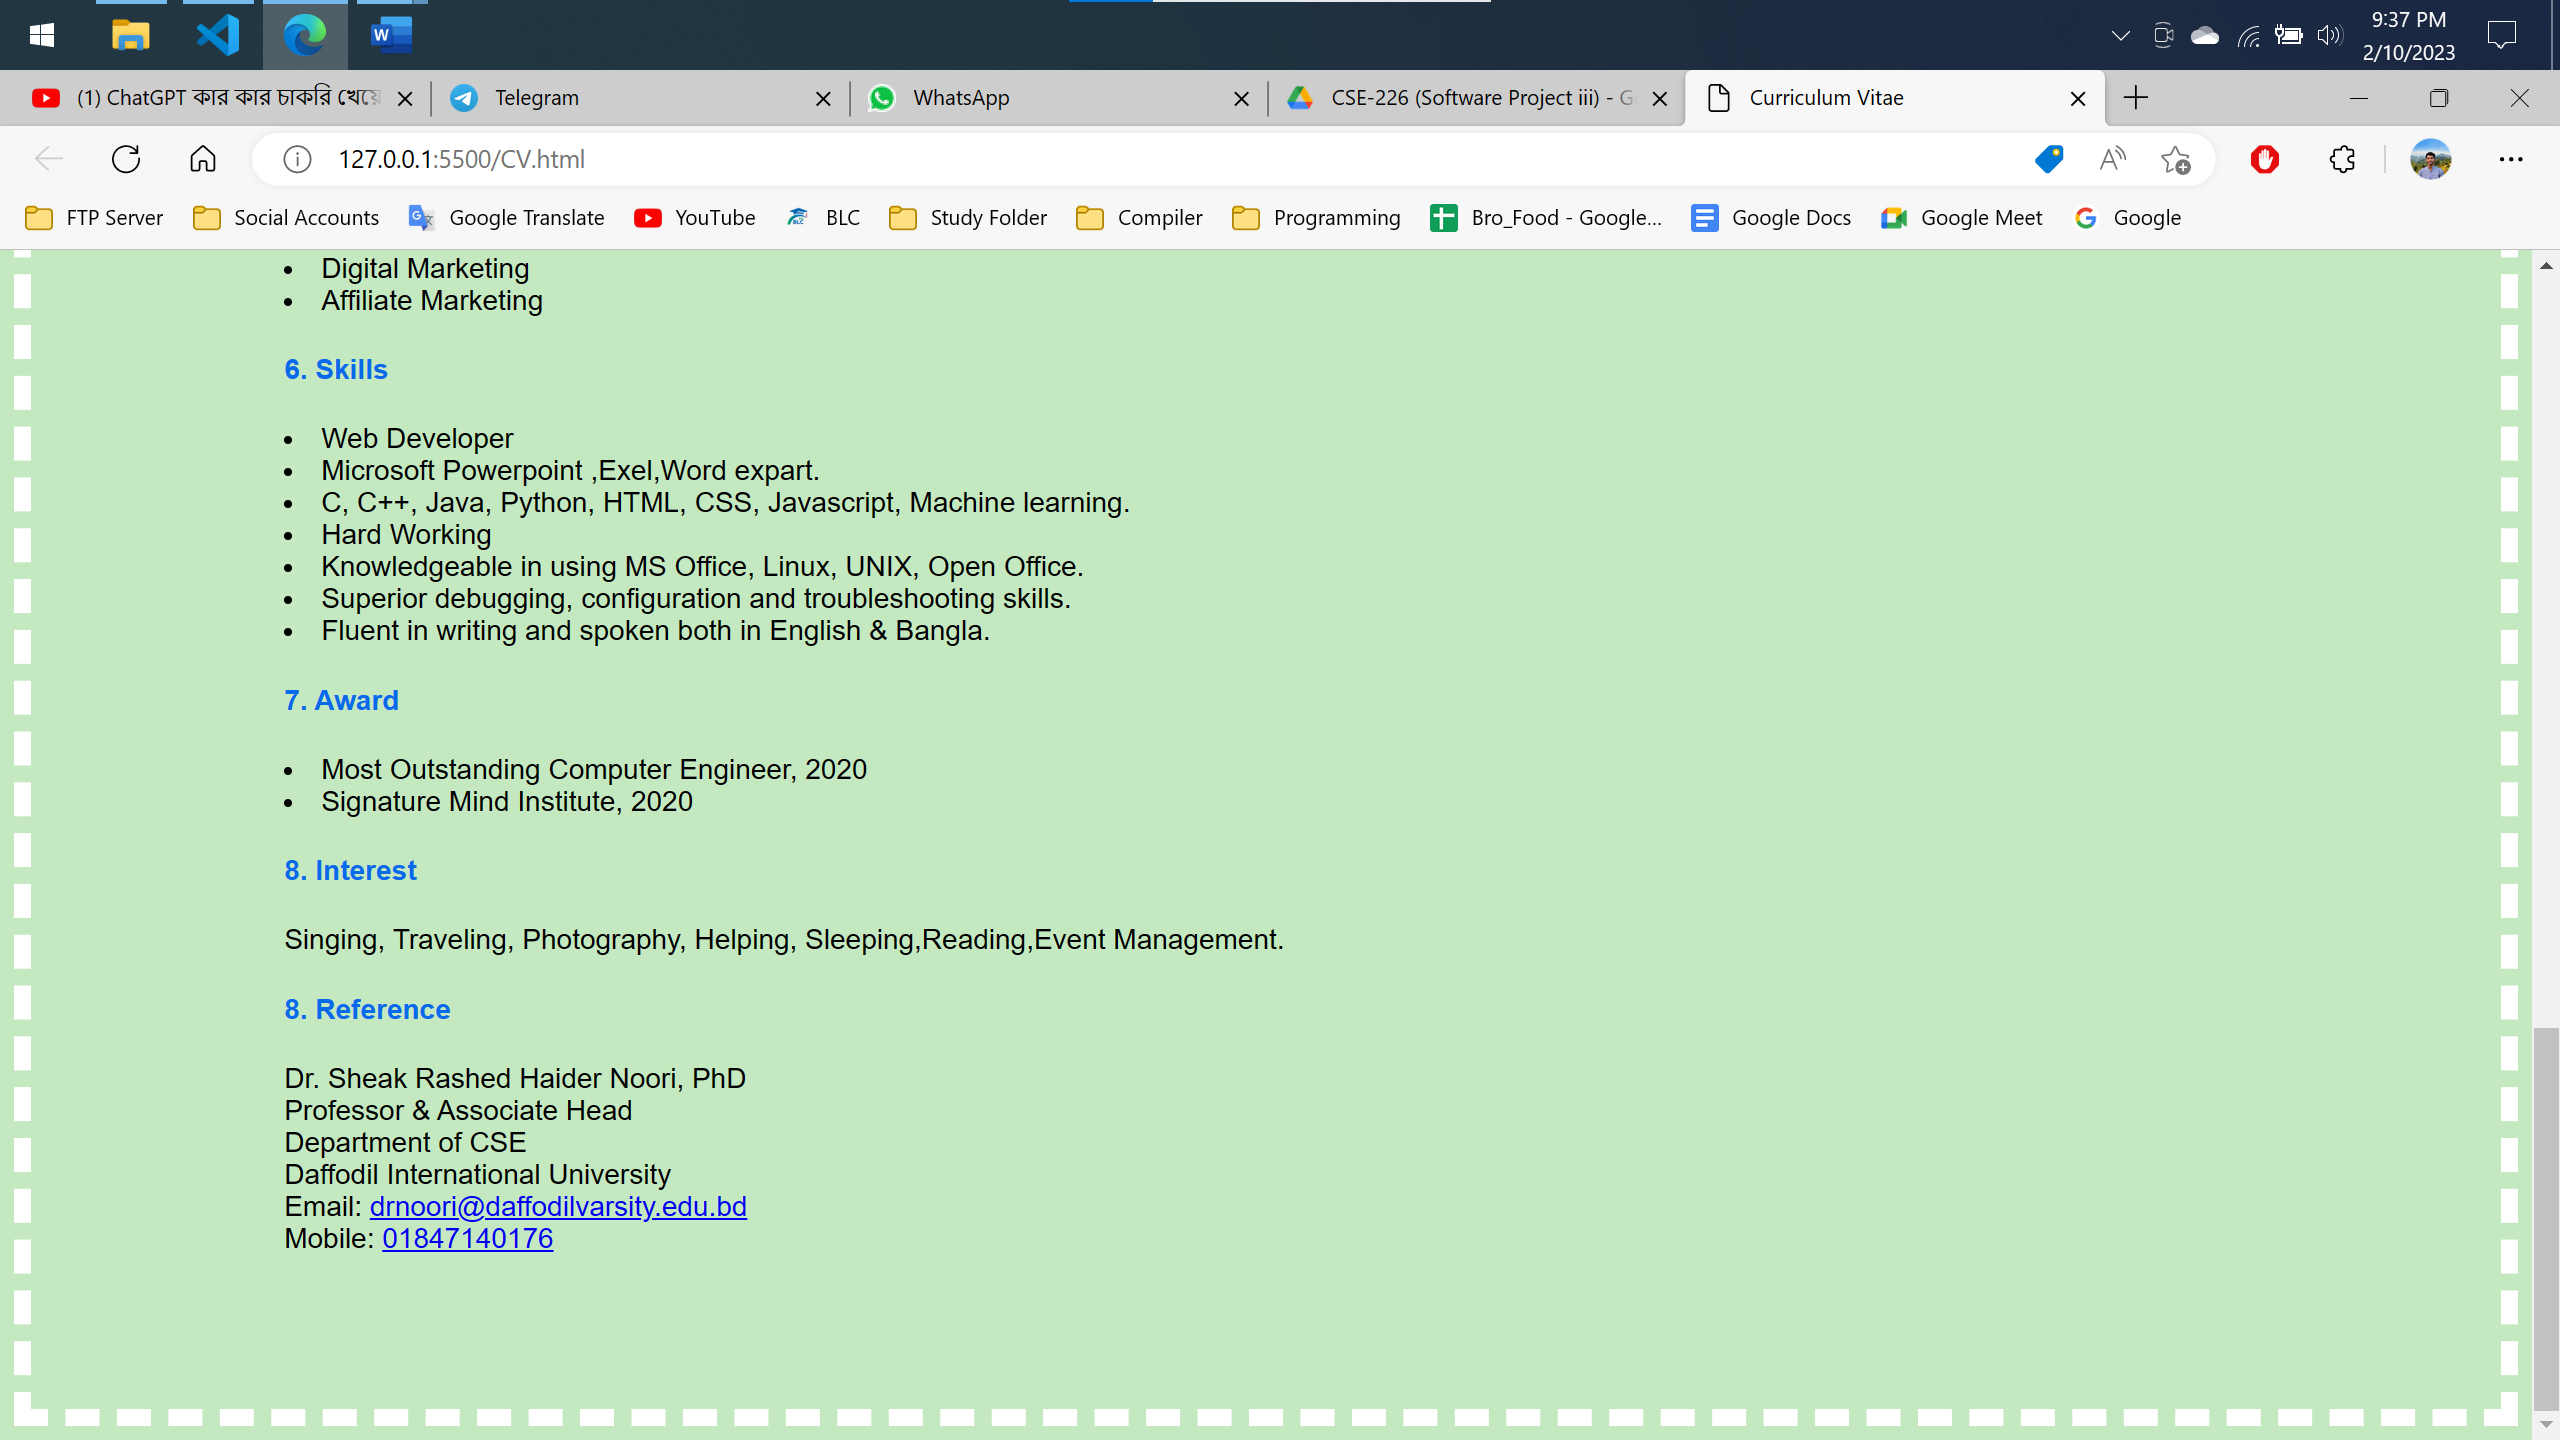 9:37 PM
2/10/2023
(1) ChatGPT কার কার চাকরি খেয়ে
Telegram
WhatsApp
CSE-226 (Software Project iii) - G
Curriculum Vitae
127.0.0.1:5500/CV.html
FTP Server
Social Accounts
Google Translate
YouTube
BLC
Study Folder
Compiler
Programming
Bro_Food - Google...
Google Docs
Google Meet
Google
• Digital Marketing
• Affiliate Marketing
6. Skills
• Web Developer
• Microsoft Powerpoint ,Exel,Word expart.
• C, C++, Java, Python, HTML, CSS, Javascript, Machine learning.
• Hard Working
• Knowledgeable in using MS Office, Linux, UNIX, Open Office.
• Superior debugging, configuration and troubleshooting skills.
• Fluent in writing and spoken both in English & Bangla.
7. Award
• Most Outstanding Computer Engineer, 2020
• Signature Mind Institute, 2020
8. Interest
Singing, Traveling, Photography, Helping, Sleeping,Reading,Event Management.
8. Reference
Dr. Sheak Rashed Haider Noori, PhD
Professor & Associate Head
Department of CSE
Daffodil International University
Email: drnoori@daffodilvarsity.edu.bd
Mobile: 01847140176